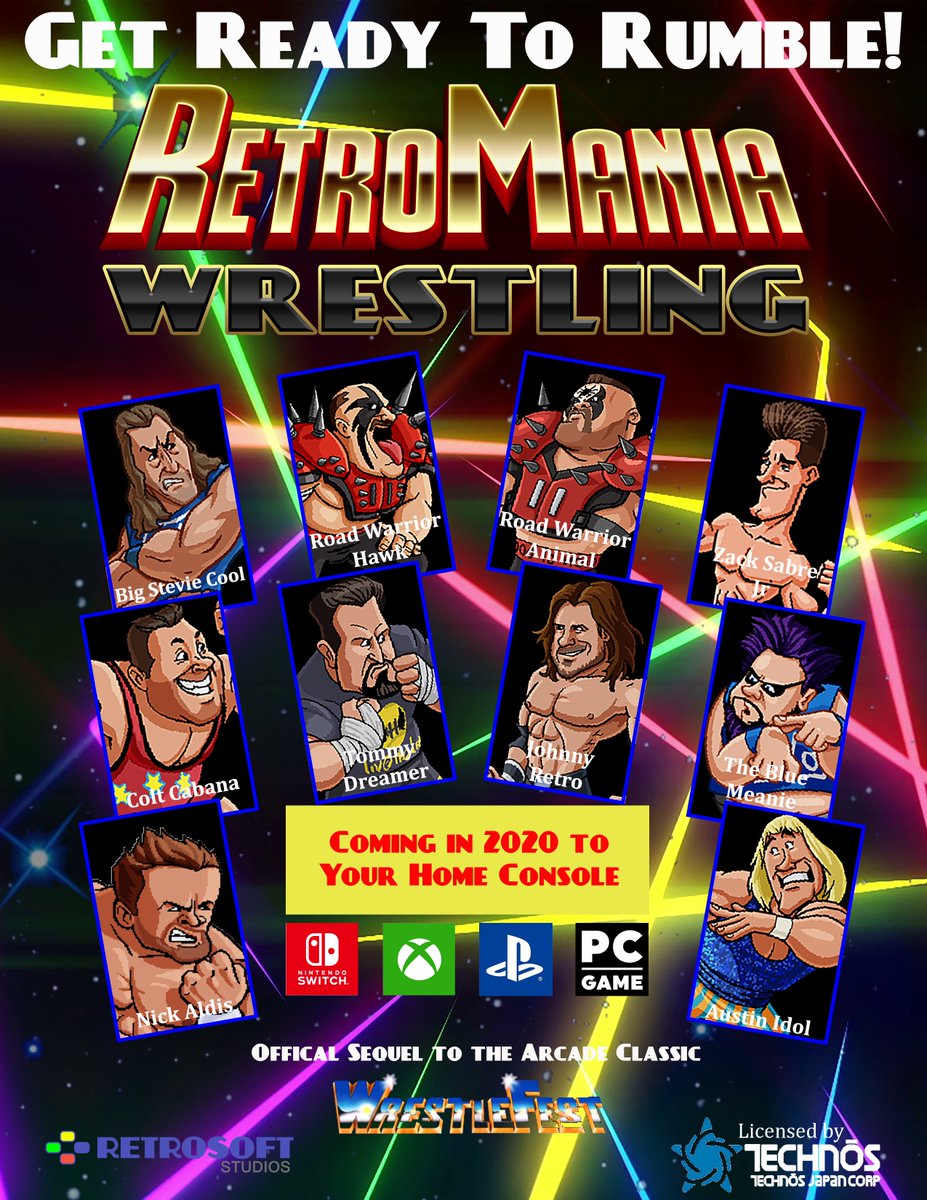 Get Ready To Rumble!
RetroMania
Wrestling
Big Stevie Cool
Road Warrior
Hawk
Road Warrior
Animal
Zack Sabre
Jr
Colt Cabana
Tommy
Dreamer
Johnny
Retro
The Blue
Meanie
Nick Aldis
Coming in 2020 to
Your Home Console
NINTENDO
SWITCH
PC
GAME
Austin Idol
Offical Sequel to the Arcade Classic
WrestleFest
RETROSOFT
STUDIOS
Licensed by
TECHNŌS
TECHNŌS JAPAN CORP